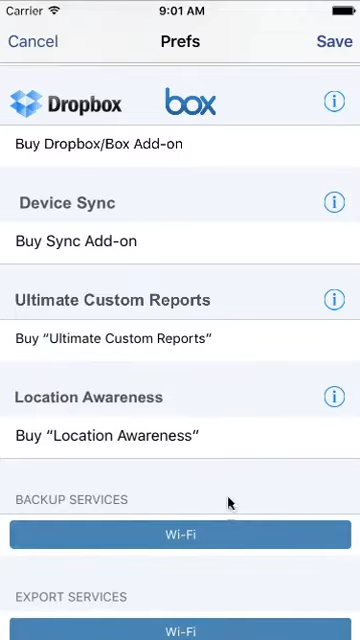 Carrier 9:01 AM
Cancel Prefs Save
Dropbox box
Buy Dropbox/Box Add-on
Device Sync
Buy Sync Add-on
Ultimate Custom Reports
Buy “Ultimate Custom Reports”
Location Awareness
Buy “Location Awareness”
BACKUP SERVICES
Wi-Fi
EXPORT SERVICES
Wi-Fi